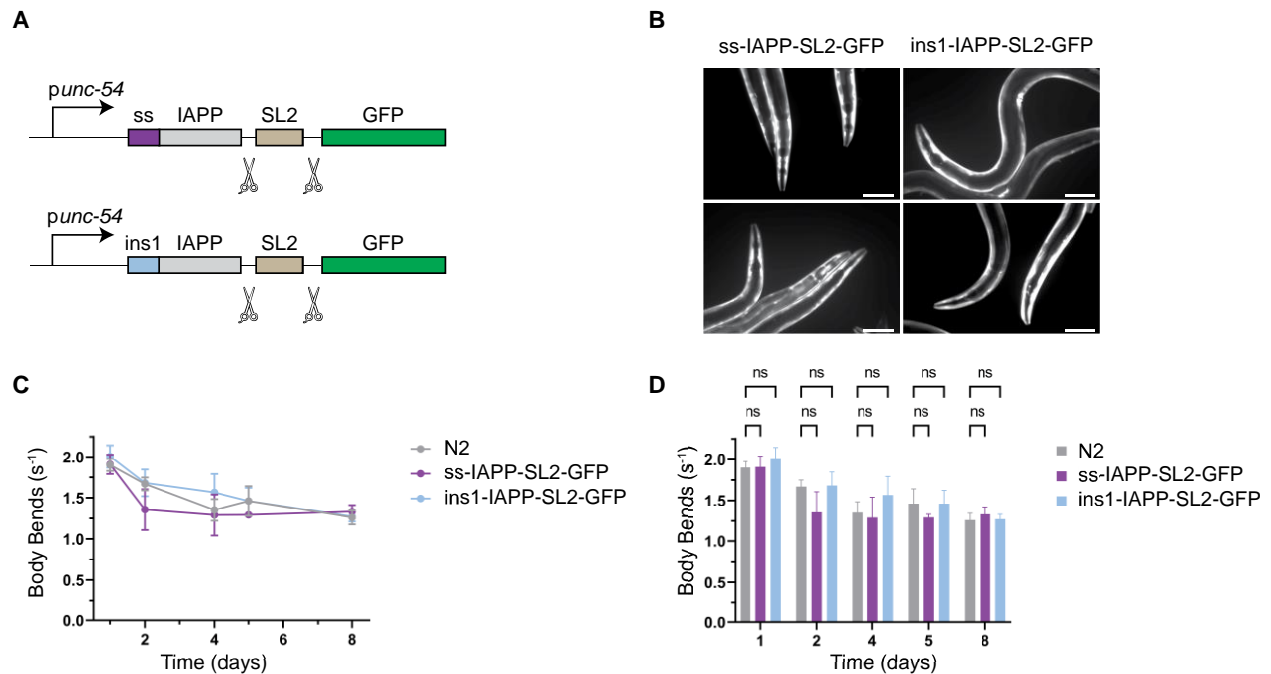 A
punc-54
ss IAPP SL2 GFP
punc-54
ins1 IAPP SL2 GFP
B
ss-IAPP-SL2-GFP ins1-IAPP-SL2-GFP
C
Body Bends (s-1)
2.0
1.5
1.0
0.5
0.0
2 4 6 8
Time (days)
N2
ss-IAPP-SL2-GFP
ins1-IAPP-SL2-GFP
D
ns ns ns ns ns
ns ns ns ns ns
Body Bends (s-1)
2.0
1.5
1.0
0.5
0.0
1 2 4 5 8
Time (days)
N2
ss-IAPP-SL2-GFP
ins1-IAPP-SL2-GFP